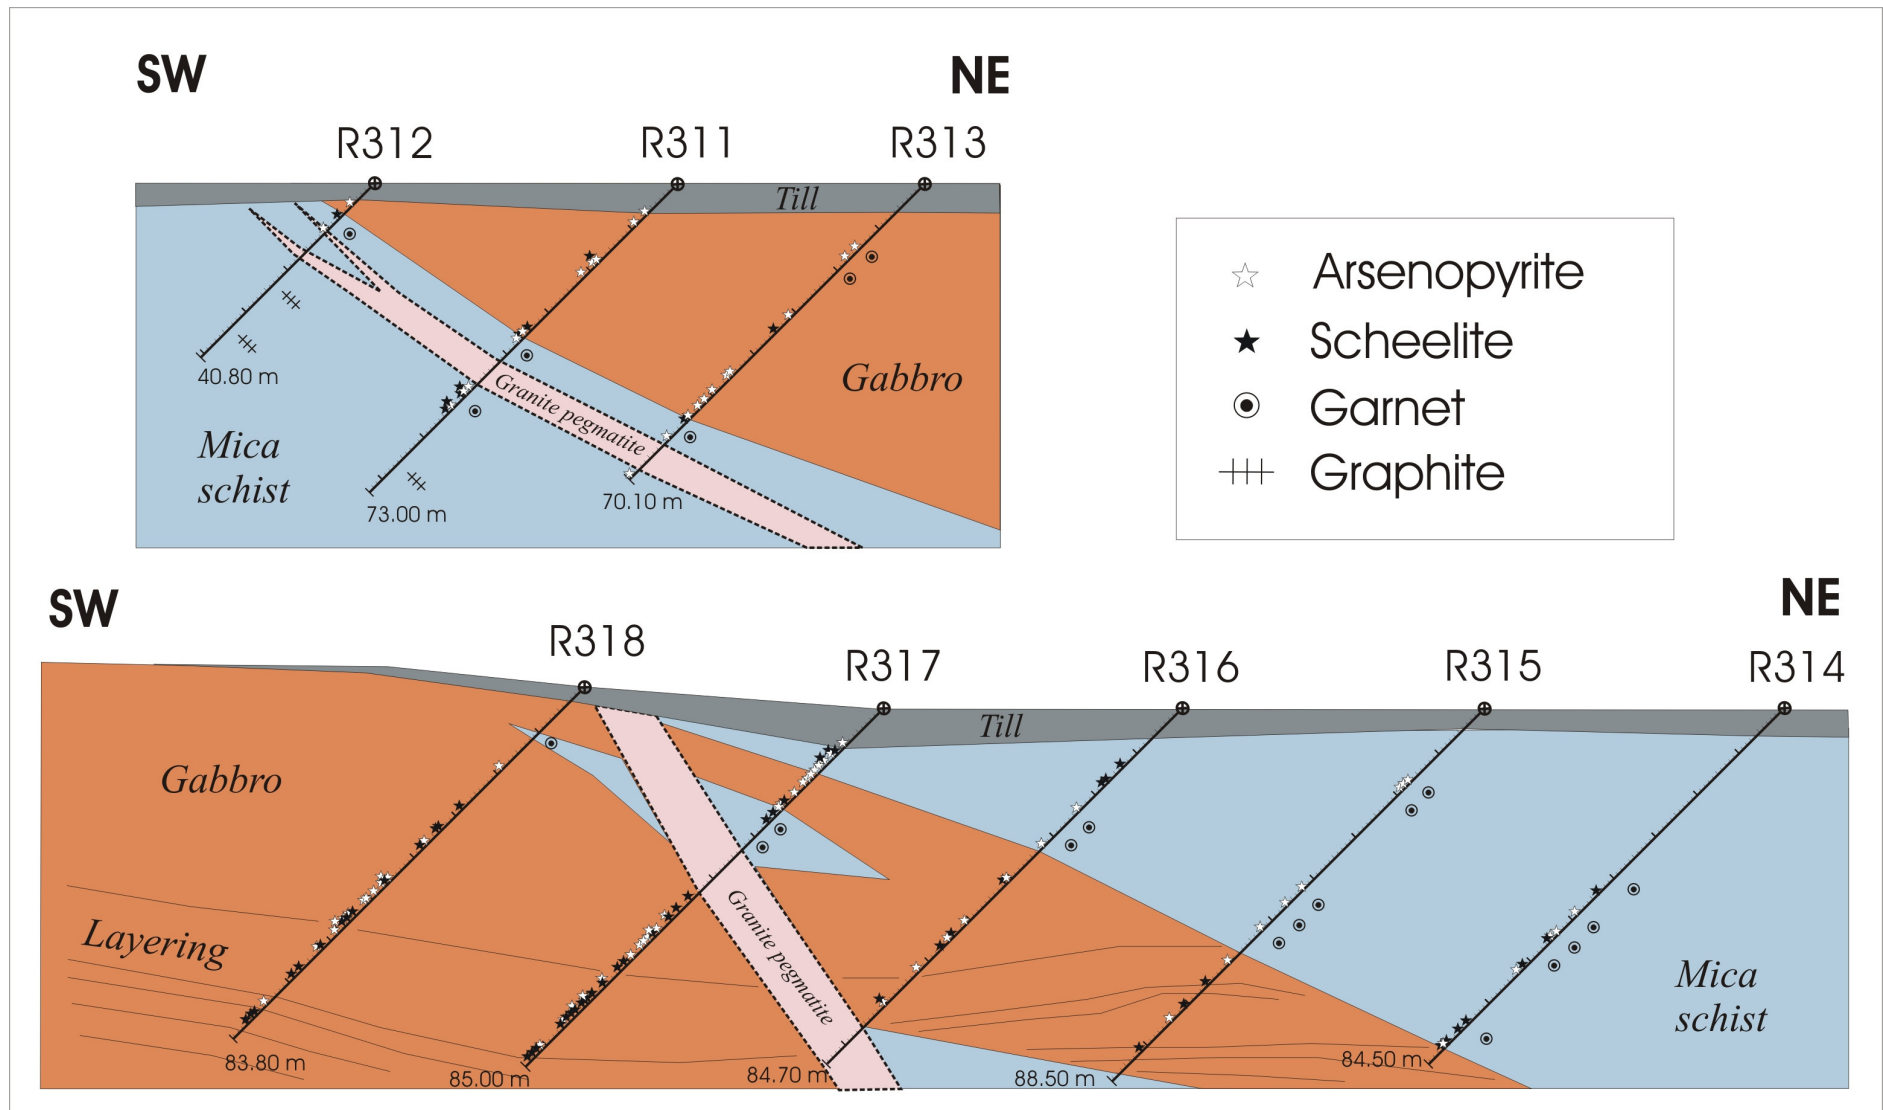 SW
NE
R312
R311
R313
Till
Gabbro
Granite pegmatite
40.80 m
Mica
schist
73.00 m
70.10 m
Arsenopyrite
Scheelite
Garnet
Graphite
SW
NE
R318
R317
R316
R315
R314
Till
Gabbro
Layering
Granite pegmatite
Mica
schist
83.80 m
85.00 m
84.70 m
88.50 m
84.50 m